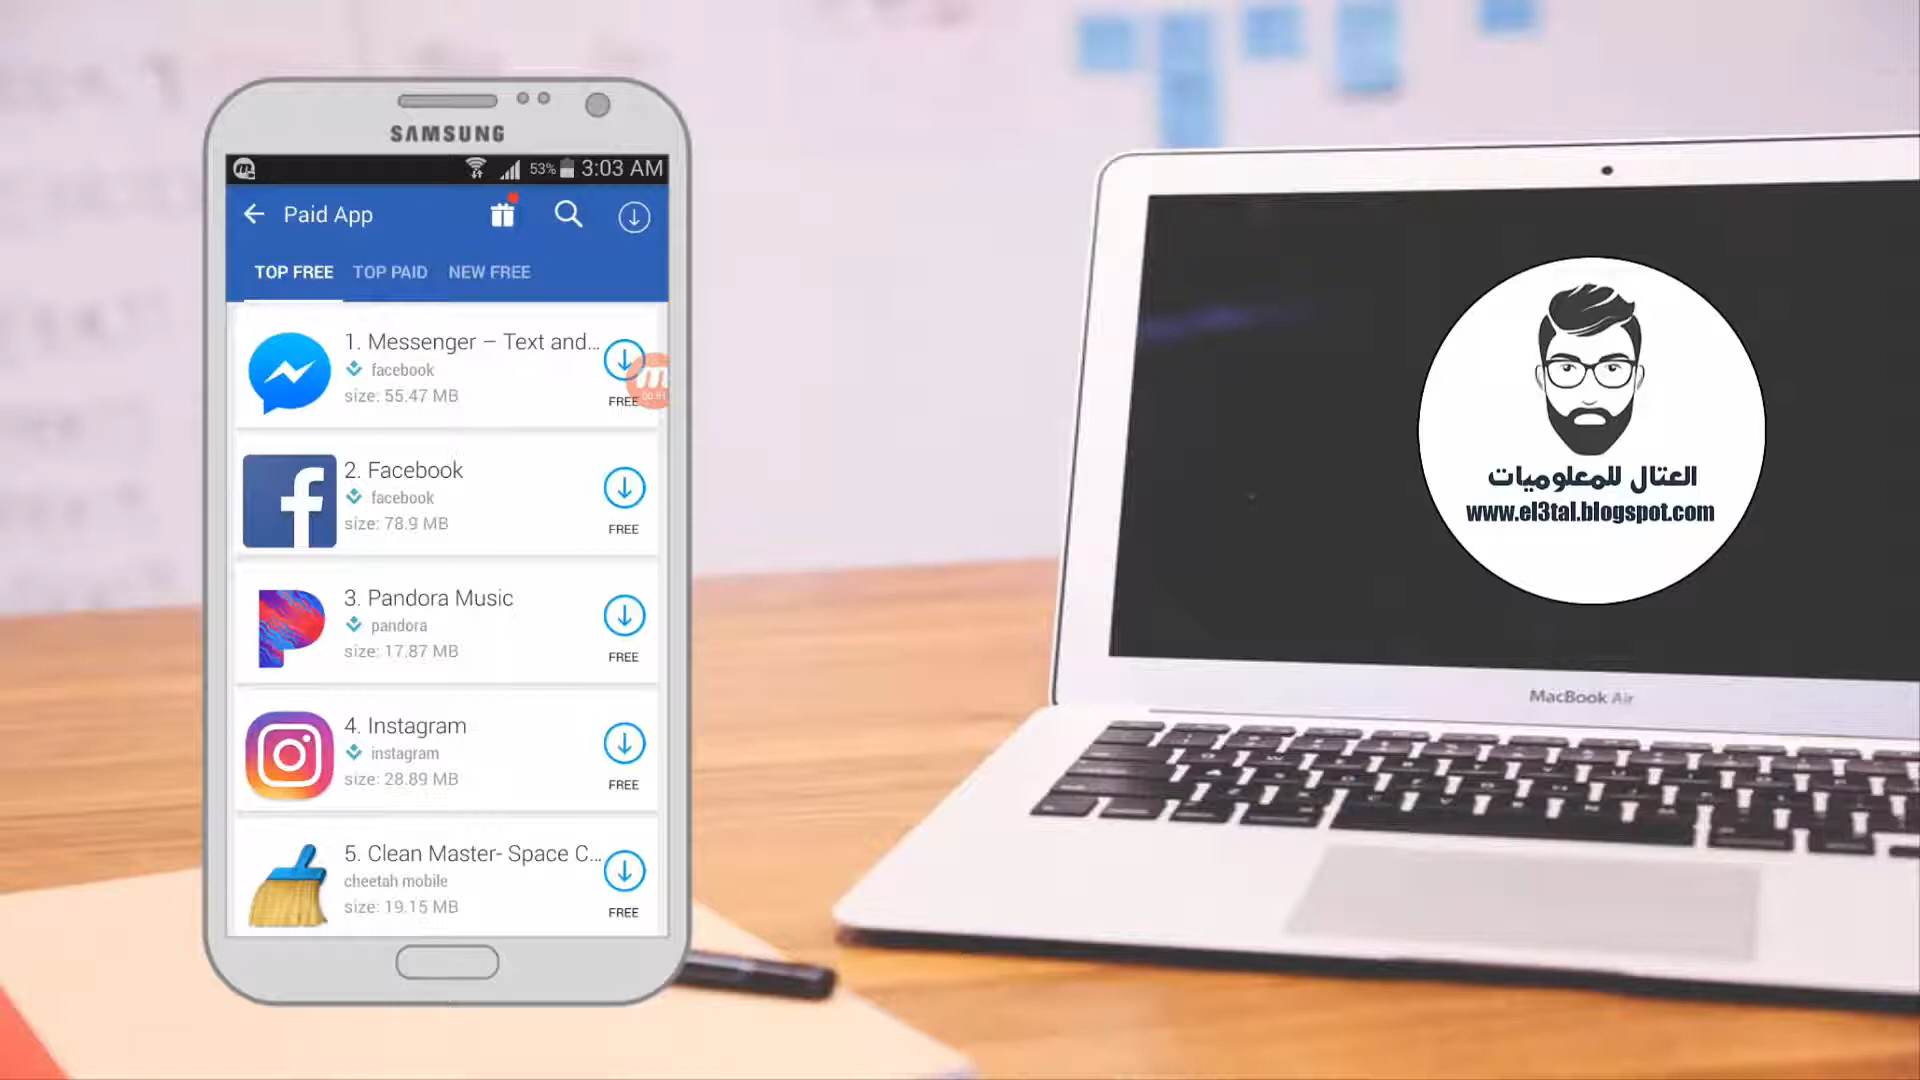 SAMSUNG
53% 3:03 AM
Paid App
TOP FREE TOP PAID NEW FREE
1. Messenger – Text and...
facebook
size: 55.47 MB
FREE
2. Facebook
facebook
size: 78.9 MB
FREE
3. Pandora Music
pandora
size: 17.87 MB
FREE
4. Instagram
instagram
size: 28.89 MB
FREE
5. Clean Master- Space C...
cheetah mobile
size: 19.15 MB
FREE
العتال للمعلوميات
www.el3tal.blogspot.com
MacBook Air